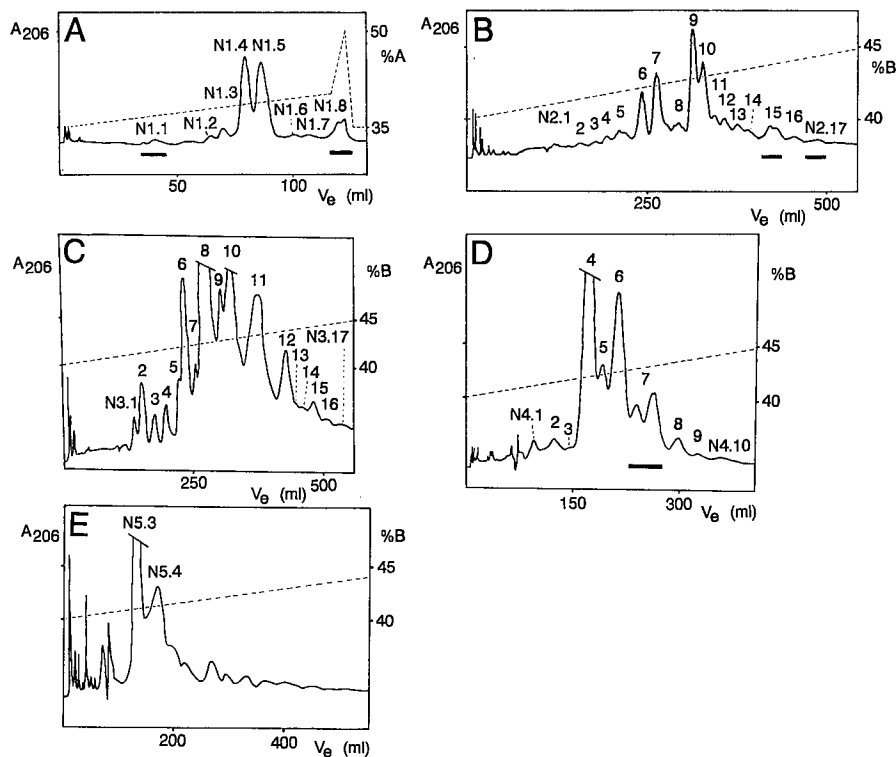 A
A206
N1.4 N1.5
50
%A
N1.3
N1.1
N1.2
N1.6
N1.7
N1.8
35
50 100
Ve (ml)
B
A206
9
45
%B
10
7
6
11
12
13
14
8
N2.1 2 3 4 5
15 16 N2.17
40
250 500
Ve (ml)
C
A206
8 10
%B
6
9
11
45
N3.17
7
5
2
12
13
14
15
16
40
N3.1
3
4
250 500
Ve (ml)
D
A206
4
%B
6
45
5
7
40
N4.1 2 3
8
9
N4.10
150 300
Ve (ml)
E
A206
N5.3
%B
N5.4
45
40
200 400
Ve (ml)